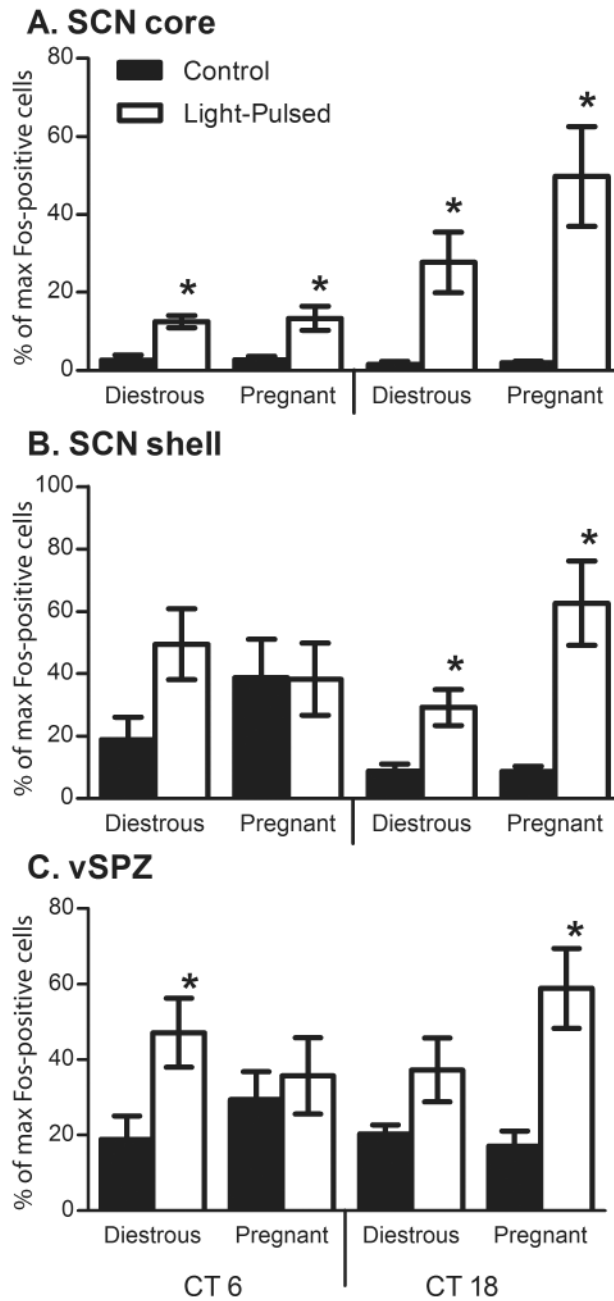 A. SCN core
% of max Fos-positive cells
80
60
40
20
0
Control
Light-Pulsed
*
*
*
*
Diestrous Pregnant Diestrous Pregnant
B. SCN shell
% of max Fos-positive cells
100
80
60
40
20
0
*
*
Diestrous Pregnant Diestrous Pregnant
C. vSPZ
% of max Fos-positive cells
80
60
40
20
0
*
*
Diestrous Pregnant Diestrous Pregnant
CT 6 CT 18